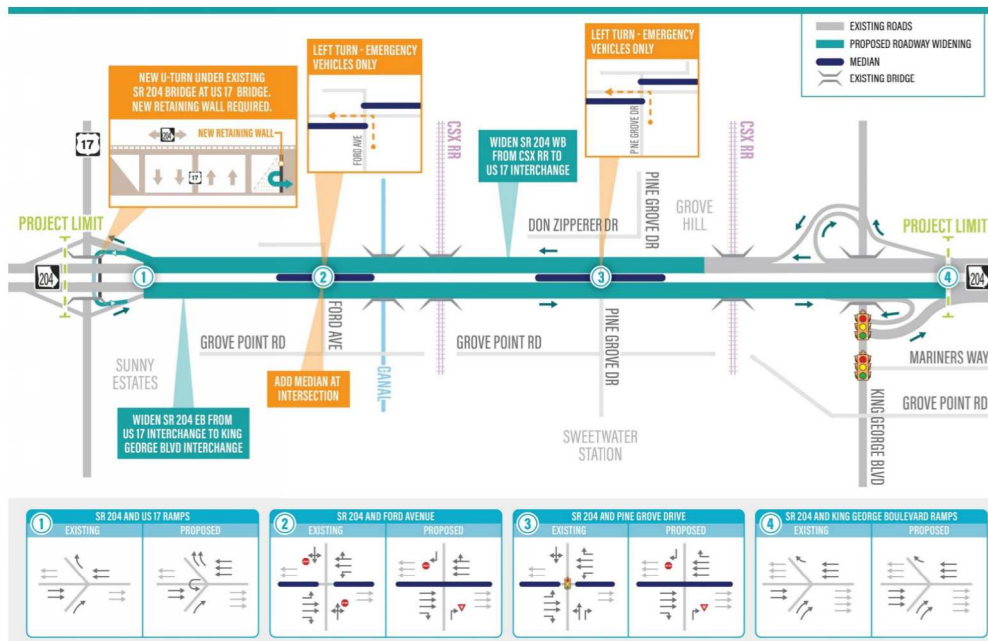 EXISTING ROADS
PROPOSED ROADWAY WIDENING
MEDIAN
EXISTING BRIDGE
LEFT TURN - EMERGENCY
VEHICLES ONLY
FORD AVE
LEFT TURN - EMERGENCY
VEHICLES ONLY
PINE GROVE DR
NEW U-TURN UNDER EXISTING
SR 204 BRIDGE AT US 17 BRIDGE.
NEW RETAINING WALL REQUIRED.
204
NEW RETAINING WALL
17
17
CSX RR
CSX RR
WIDEN SR 204 WB
FROM CSX RR TO
US 17 INTERCHANGE
DON ZIPPERER DR
PINE GROVE DR
GROVE
HILL
PROJECT LIMIT
PROJECT LIMIT
204
1
2
3
4
204
SUNNY
ESTATES
GROVE POINT RD
FORD AVE
CANAL
GROVE POINT RD
PINE GROVE DR
MARINERS WAY
GROVE POINT RD
KING GEORGE BLVD
ADD MEDIAN AT
INTERSECTION
WIDEN SR 204 EB FROM
US 17 INTERCHANGE TO KING
GEORGE BLVD INTERCHANGE
SWEETWATER
STATION
1
SR 204 AND US 17 RAMPS
EXISTING
PROPOSED
2
SR 204 AND FORD AVENUE
EXISTING
PROPOSED
3
SR 204 AND PINE GROVE DRIVE
EXISTING
PROPOSED
4
SR 204 AND KING GEORGE BOULEVARD RAMPS
EXISTING
PROPOSED